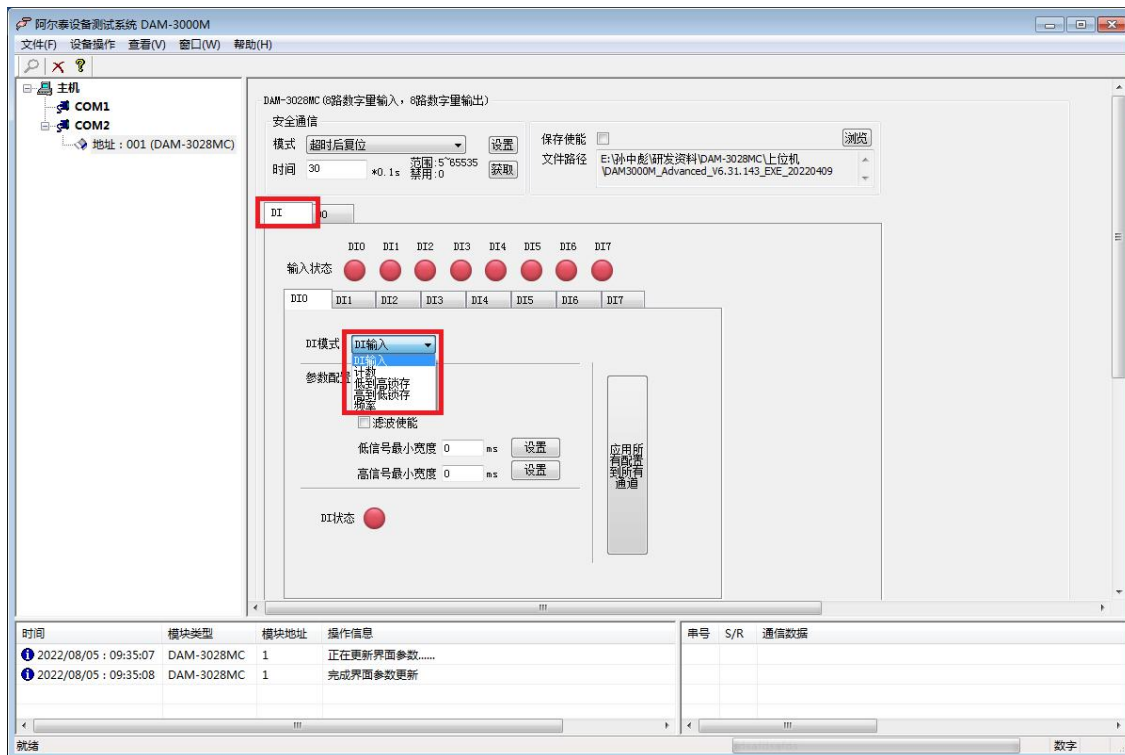 阿尔泰设备测试系统 DAM-3000M
文件(F) 设备操作 查看(V) 窗口(W) 帮助(H)
主机
COM1
COM2
地址：001 (DAM-3028MC)
DAM-3028MC(8路数字量输入，8路数字量输出)
安全通信
模式 超时后复位 设置
时间 30 *0.1s 范围:5~65535 禁用:0 获取
保存使能 浏览
文件路径 E:\孙中彪\研发资料\DAM-3028MC\上位机
\DAM3000M_Advanced_V6.31.143_EXE_20220409
DI DO
DI0 DI1 DI2 DI3 DI4 DI5 DI6 DI7
输入状态
DI0 DI1 DI2 DI3 DI4 DI5 DI6 DI7
DI模式 DI输入
DI输入
参数配置 计数
低到高锁存
高到低锁存
频率
滤波使能
低信号最小宽度 0 ms 设置
高信号最小宽度 0 ms 设置
应用所
有配置
到所有
通道
DI状态
时间 模块类型 模块地址 操作信息
2022/08/05 : 09:35:07 DAM-3028MC 1 正在更新界面参数......
2022/08/05 : 09:35:08 DAM-3028MC 1 完成界面参数更新
串号 S/R 通信数据
就绪 数字